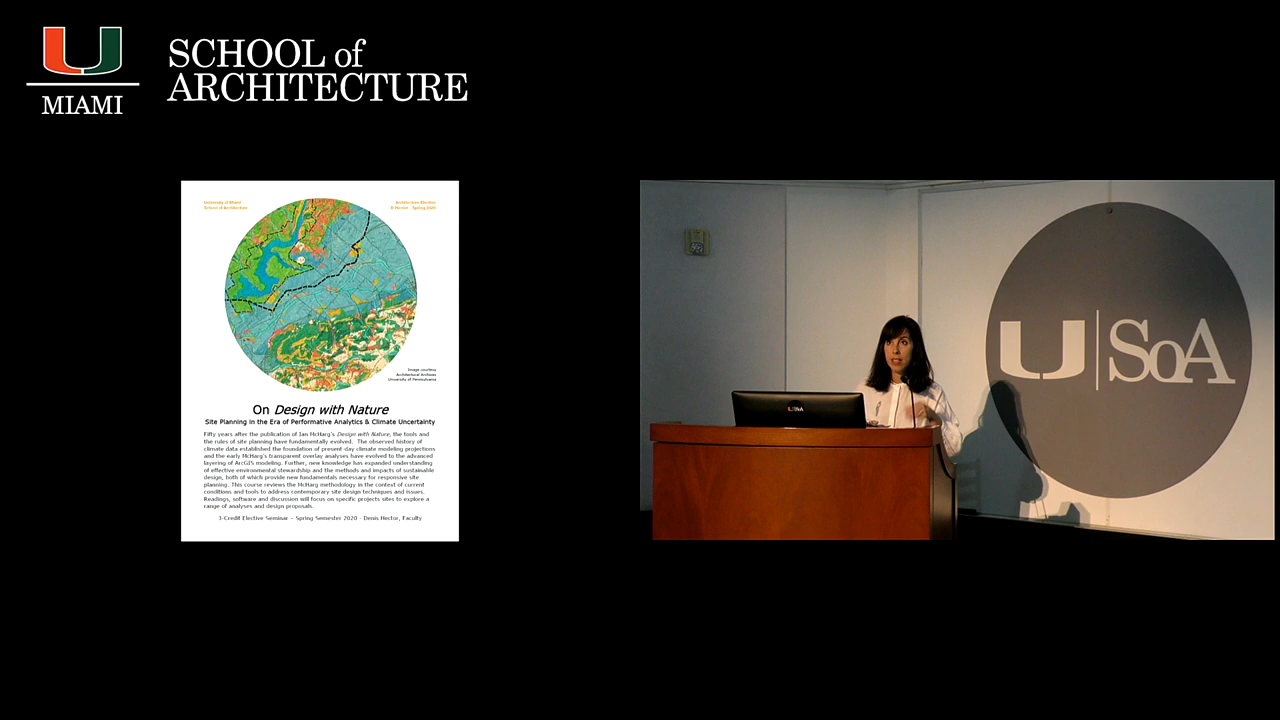 SCHOOL of
ARCHITECTURE
MIAMI
University of Miami
School of Architecture
Architecture Elective
D Hector - Spring 2020
Image courtesy
Architectural Archives
University of Pennsylvania
On Design with Nature
Site Planning in the Era of Performative Analytics & Climate Uncertainty
Fifty years after the publication of Ian McHarg's Design with Nature, the tools and
the rules of site planning have fundamentally evolved. The observed history of
climate data established the foundation of present-day climate modeling projections
and the early McHarg's transparent overlay analyses have evolved to the advanced
layering of ArcGIS modeling. Further, new knowledge has expanded understanding
of effective environmental stewardship and the methods and impacts of sustainable
design, both of which provide new fundamentals necessary for responsive site
planning. This course reviews the McHarg methodology in the context of current
conditions and tools to address contemporary site design techniques and issues.
Readings, software and discussion will focus on specific projects sites to explore a
range of analyses and design proposals.
3-Credit Elective Seminar - Spring Semester 2020 - Denis Hector, Faculty
U SoA
U SoA